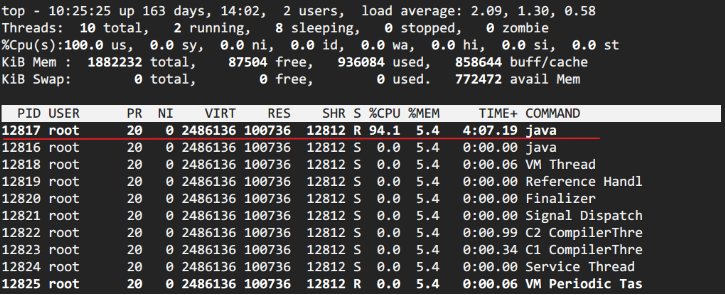 top - 10:25:25 up 163 days, 14:02,  2 users,  load average: 2.09, 1.30, 0.58
Threads:  10 total,   2 running,   8 sleeping,   0 stopped,   0 zombie
%Cpu(s):100.0 us,  0.0 sy,  0.0 ni,  0.0 id,  0.0 wa,  0.0 hi,  0.0 si,  0.0 st
KiB Mem :  1882232 total,    87504 free,   936084 used,   858644 buff/cache
KiB Swap:        0 total,        0 free,        0 used.   772472 avail Mem
  PID USER      PR  NI    VIRT    RES    SHR S %CPU %MEM     TIME+ COMMAND
12817 root      20   0 2486136 100736  12812 R 94.1  5.4   4:07.19 java
12816 root      20   0 2486136 100736  12812 S  0.0  5.4   0:00.00 java
12818 root      20   0 2486136 100736  12812 S  0.0  5.4   0:00.06 VM Thread
12819 root      20   0 2486136 100736  12812 S  0.0  5.4   0:00.00 Reference Handl
12820 root      20   0 2486136 100736  12812 S  0.0  5.4   0:00.00 Finalizer
12821 root      20   0 2486136 100736  12812 S  0.0  5.4   0:00.00 Signal Dispatch
12822 root      20   0 2486136 100736  12812 S  0.0  5.4   0:00.99 C2 CompilerThre
12823 root      20   0 2486136 100736  12812 S  0.0  5.4   0:00.34 C1 CompilerThre
12824 root      20   0 2486136 100736  12812 S  0.0  5.4   0:00.00 Service Thread
12825 root      20   0 2486136 100736  12812 R  0.0  5.4   0:00.06 VM Periodic Tas